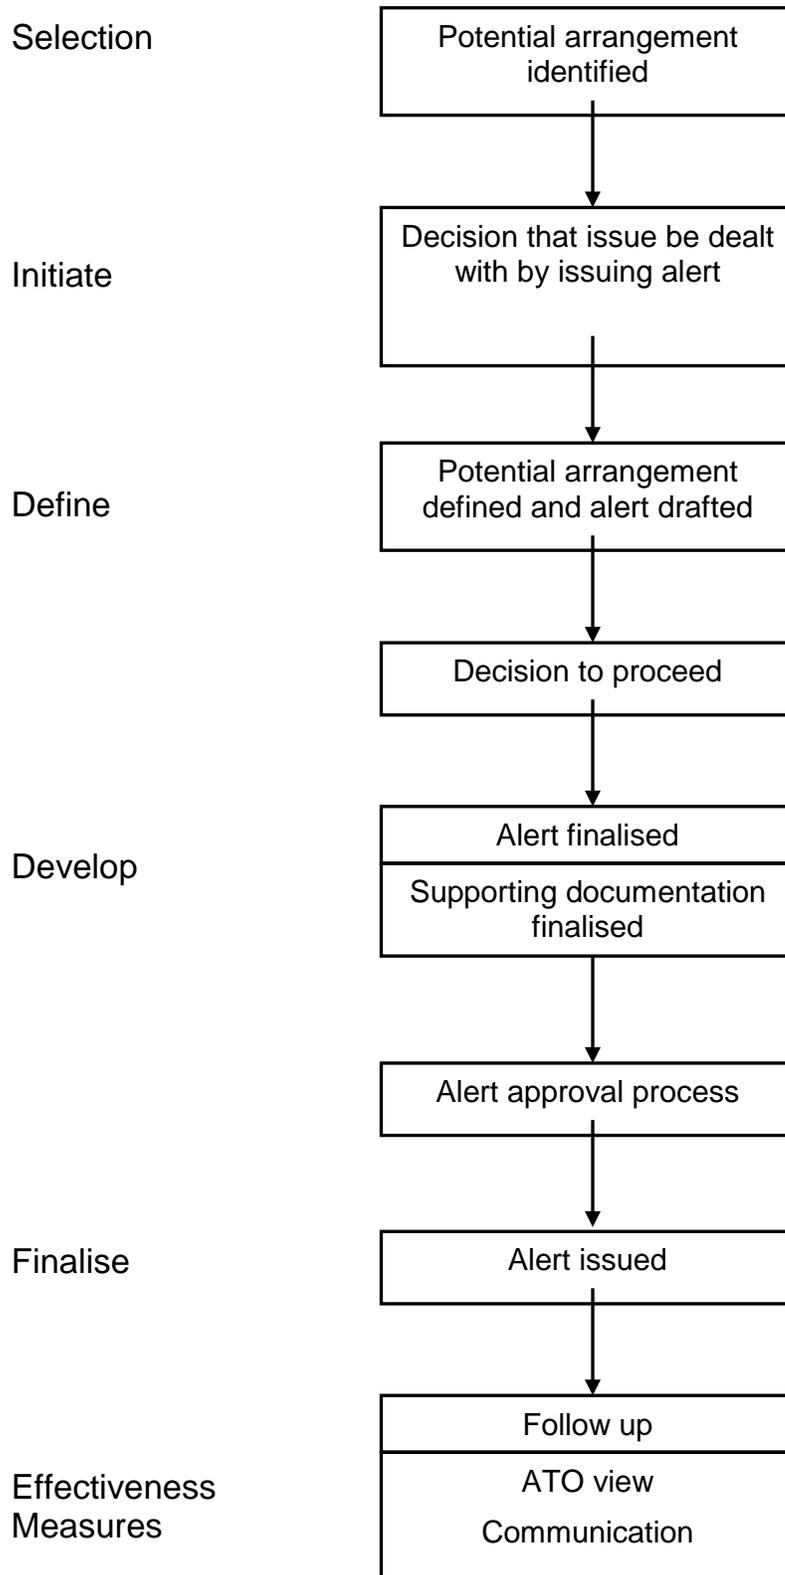 Selection
Potential arrangement
identified
Initiate
Decision that issue be dealt
with by issuing alert
Define
Potential arrangement
defined and alert drafted
Decision to proceed
Develop
Alert finalised
Supporting documentation
finalised
Alert approval process
Finalise
Alert issued
Effectiveness
Measures
Follow up
ATO view
Communication